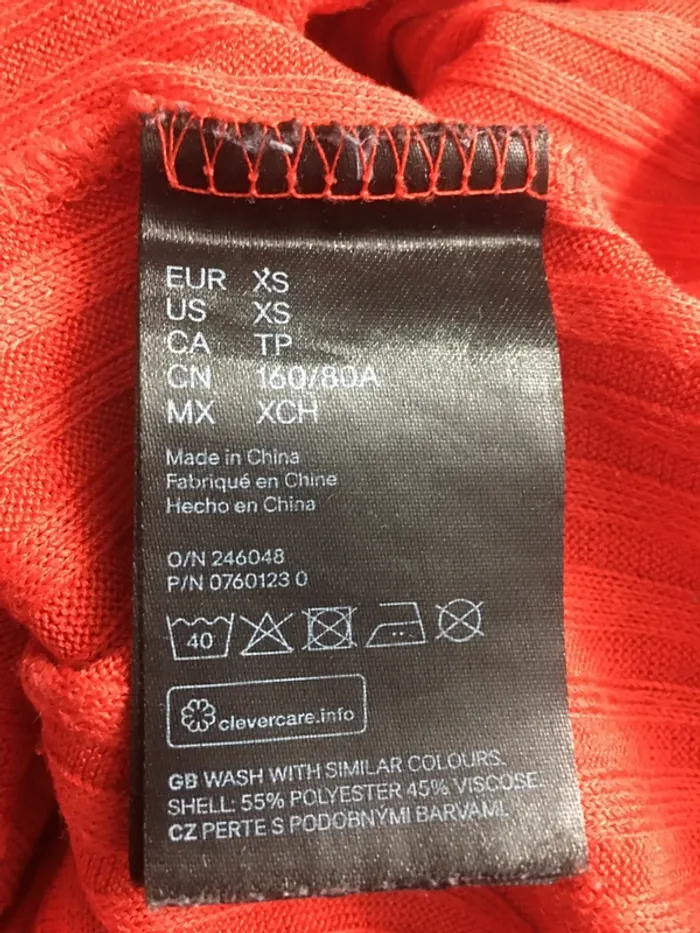 EUR XS
US XS
CA TP
CN 160/80A
MX XCH
Made in China
Fabriqué en Chine
Hecho en China
O/N 246048
P/N 0760123 0
40
clevercare.info
GB WASH WITH SIMILAR COLOURS.
SHELL: 55% POLYESTER 45% VISCOSE.
CZ PERTE S PODOBNÝMI BARVAMI.